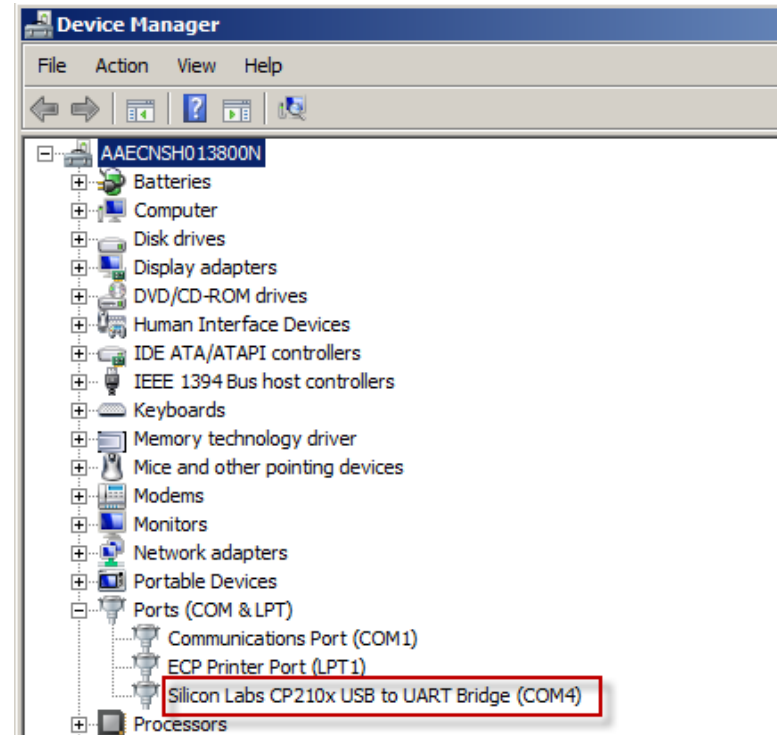 Device Manager
File Action View Help
AAECNSH013800N
Batteries
Computer
Disk drives
Display adapters
DVD/CD-ROM drives
Human Interface Devices
IDE ATA/ATAPI controllers
IEEE 1394 Bus host controllers
Keyboards
Memory technology driver
Mice and other pointing devices
Modems
Monitors
Network adapters
Portable Devices
Ports (COM & LPT)
Communications Port (COM1)
ECP Printer Port (LPT1)
Silicon Labs CP210x USB to UART Bridge (COM4)
Processors